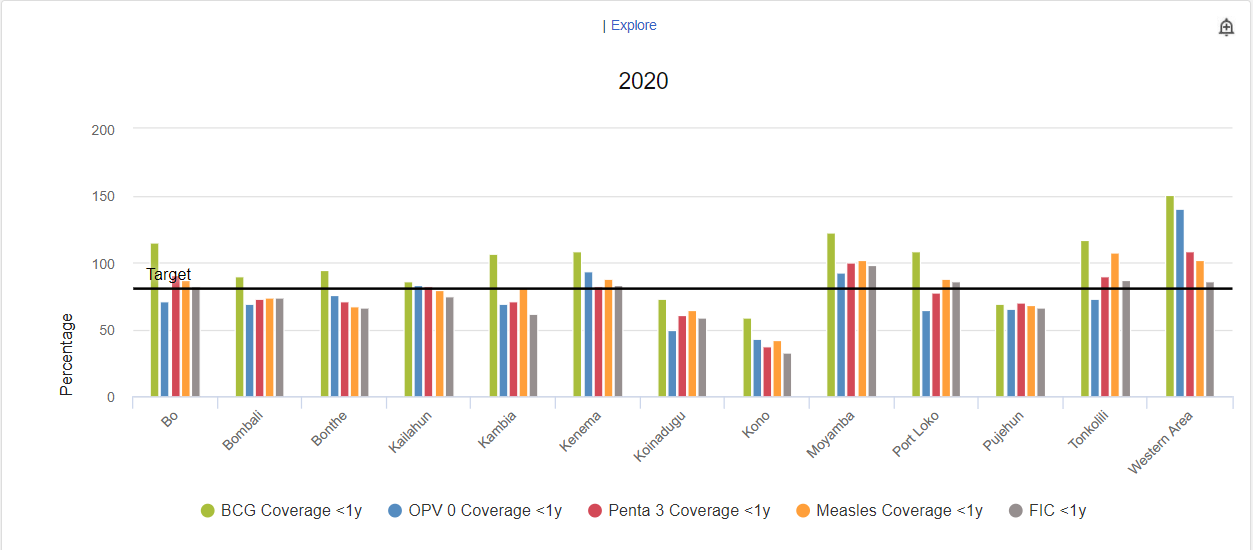 | Explore
2020
200
150
100
50
0
Percentage
Target
Bo
Bombali
Bonthe
Kailahun
Kambia
Kenema
Koinadugu
Kono
Moyamba
Port Loko
Pujehun
Tonkolili
Western Area
BCG Coverage <1y OPV 0 Coverage <1y Penta 3 Coverage <1y Measles Coverage <1y FIC <1y